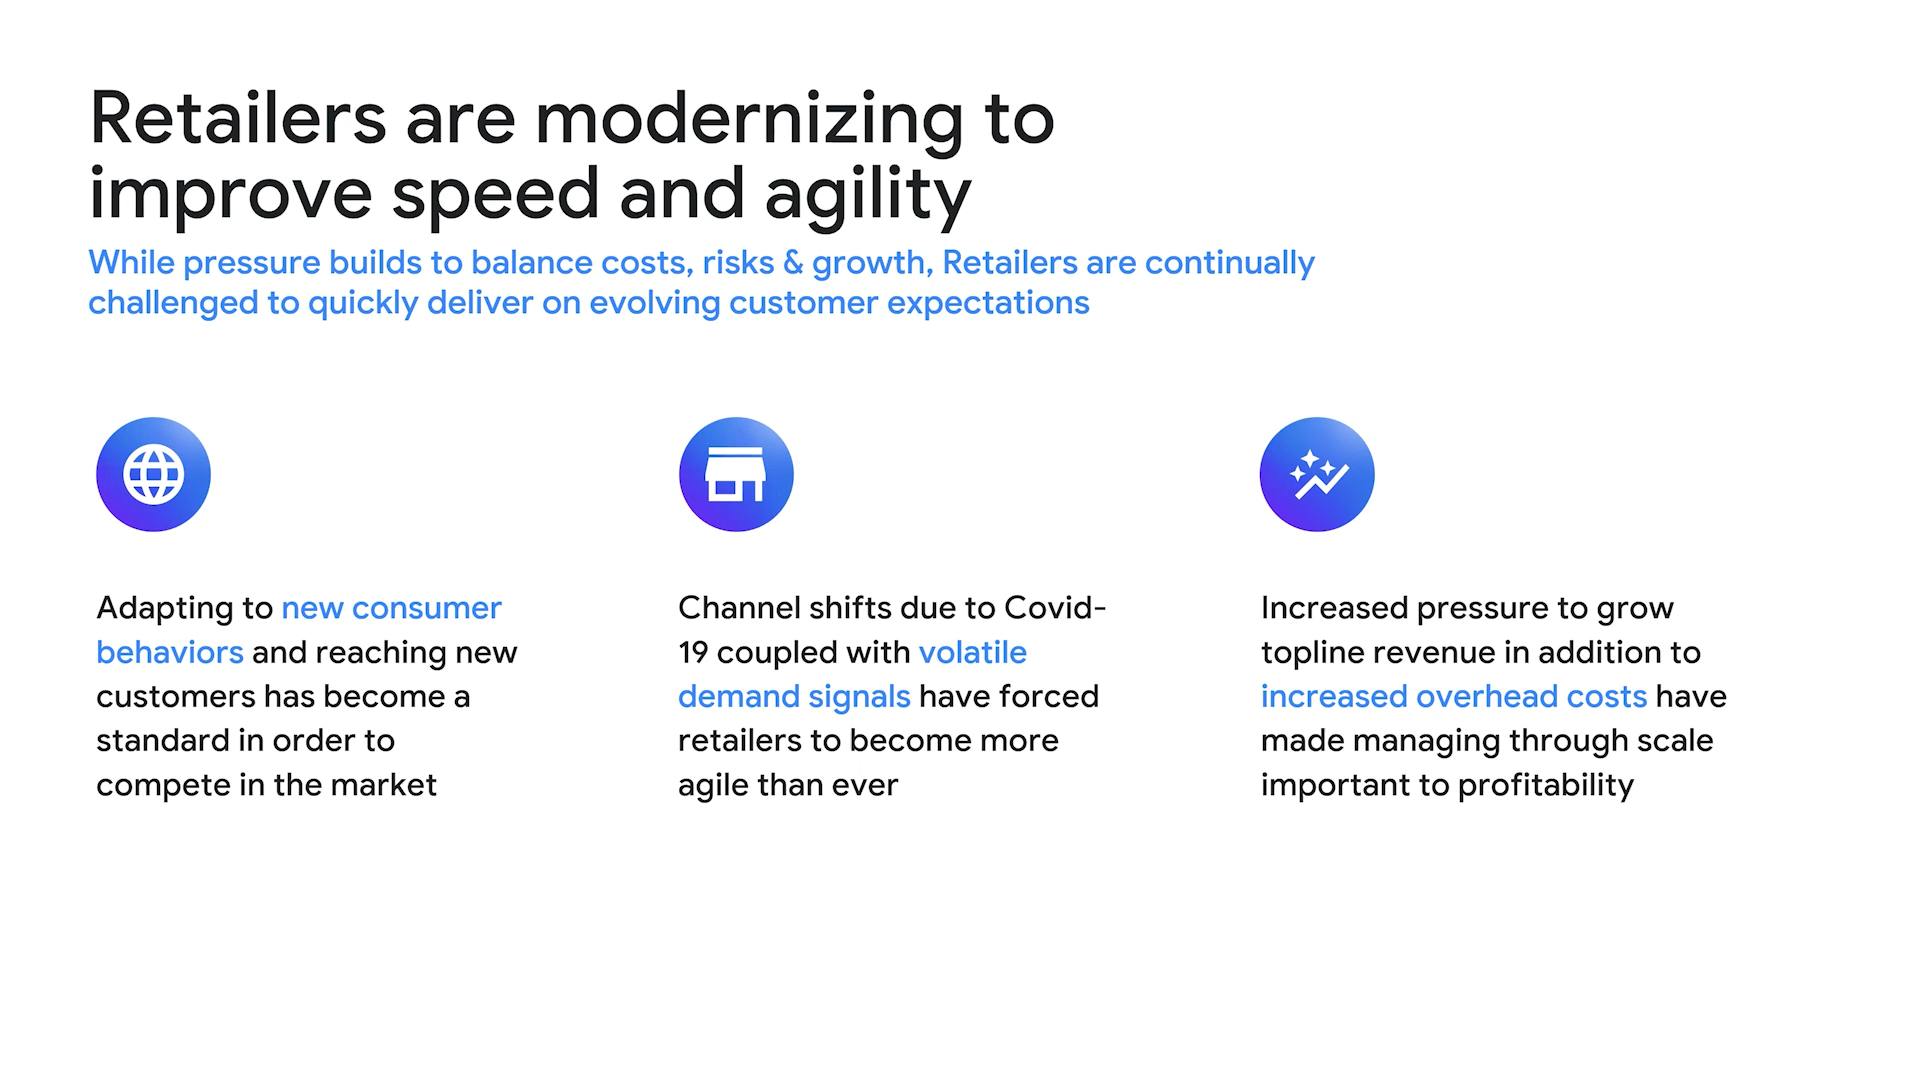 Retailers are modernizing to
improve speed and agility
While pressure builds to balance costs, risks & growth, Retailers are continually
challenged to quickly deliver on evolving customer expectations
Adapting to new consumer
behaviors and reaching new
customers has become a
standard in order to
compete in the market
Channel shifts due to Covid-
19 coupled with volatile
demand signals have forced
retailers to become more
agile than ever
Increased pressure to grow
topline revenue in addition to
increased overhead costs have
made managing through scale
important to profitability